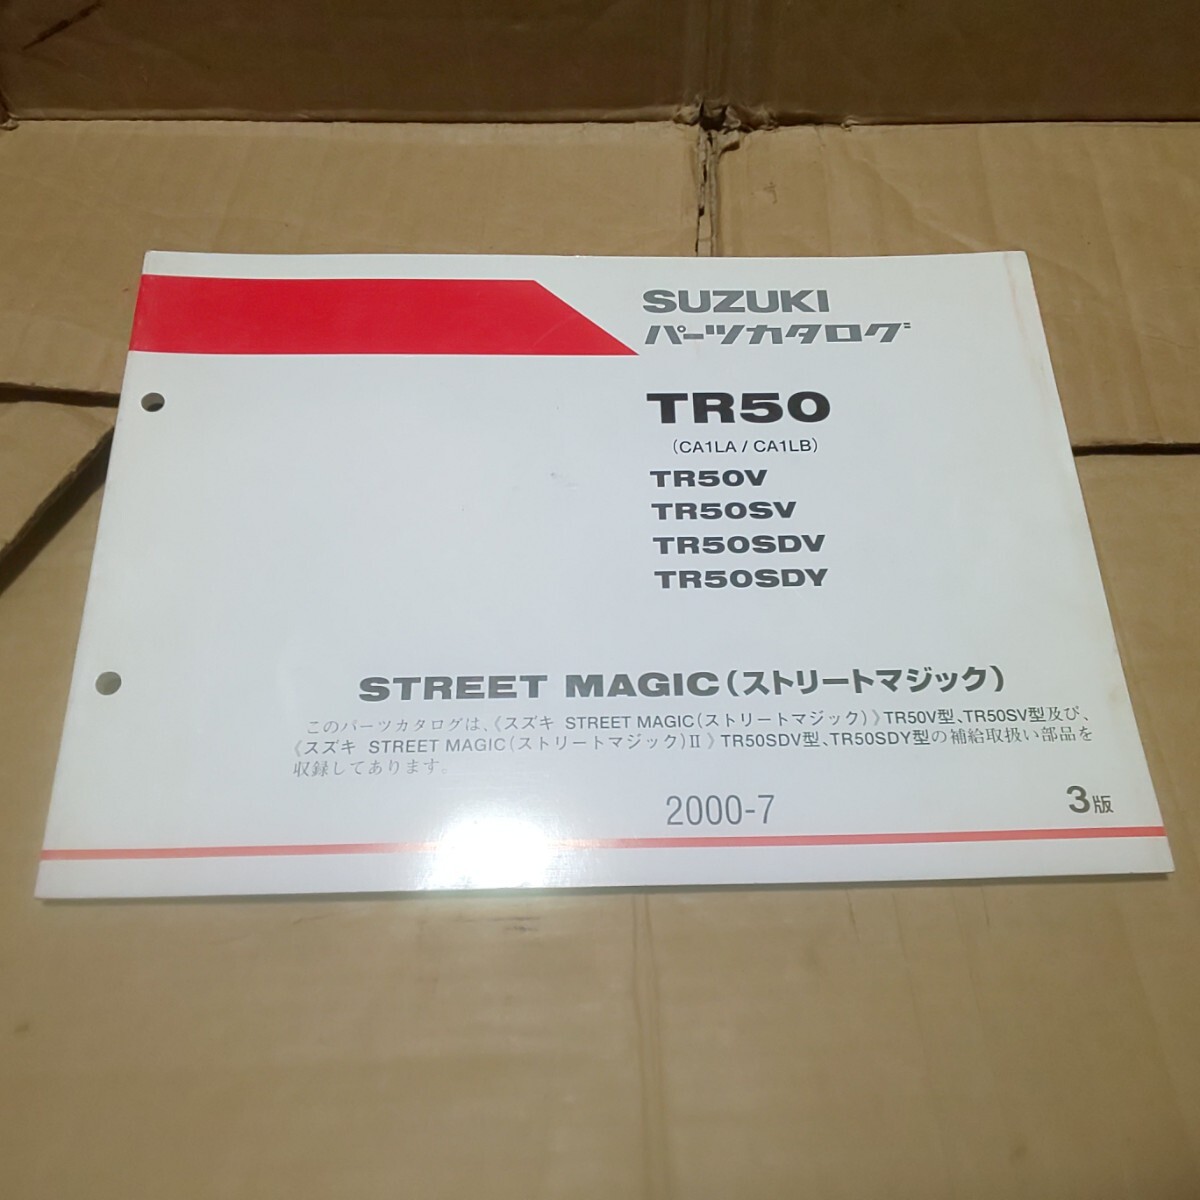 SUZUKI
パーツカタログ
TR50
(CA1LA / CA1LB)
TR50V
TR50SV
TR50SDV
TR50SDY
STREET MAGIC(ストリートマジック)
このパーツカタログは、《スズキ STREET MAGIC(ストリートマジック)》TR50V型、TR50SV型及び、
《スズキ STREET MAGIC(ストリートマジック)II》TR50SDV型、TR50SDY型の補給取扱い部品を
収録してあります。
2000-7
3版